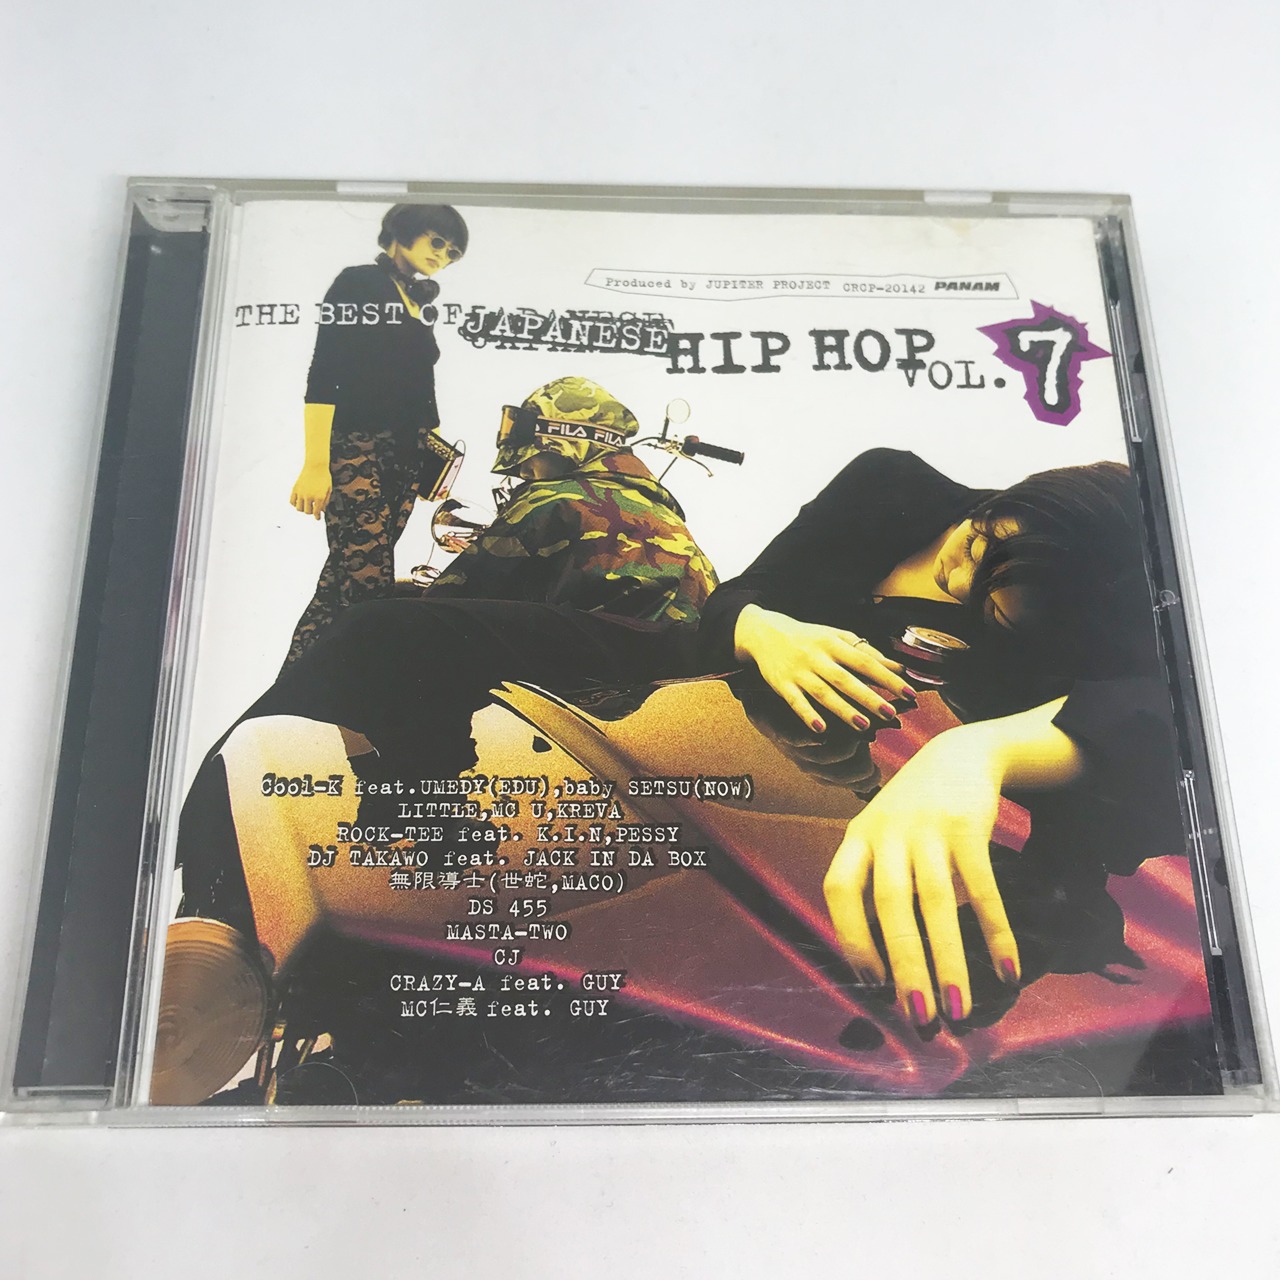 Produced by JUPITER PROJECT CRCP-20142 PANAM
THE BEST OF JAPANESE HIP HOP VOL. 7
FILA FILA
Cool-K feat.UMEDY(EDU),baby SETSU(NOW)
LITTLE,MC U,KREVA
ROCK-TEE feat. K.I.N,PESSY
DJ TAKAWO feat. JACK IN DA BOX
無限導士(世蛇,MACO)
DS 455
MASTA-TWO
CJ
CRAZY-A feat. GUY
MC仁義 feat. GUY